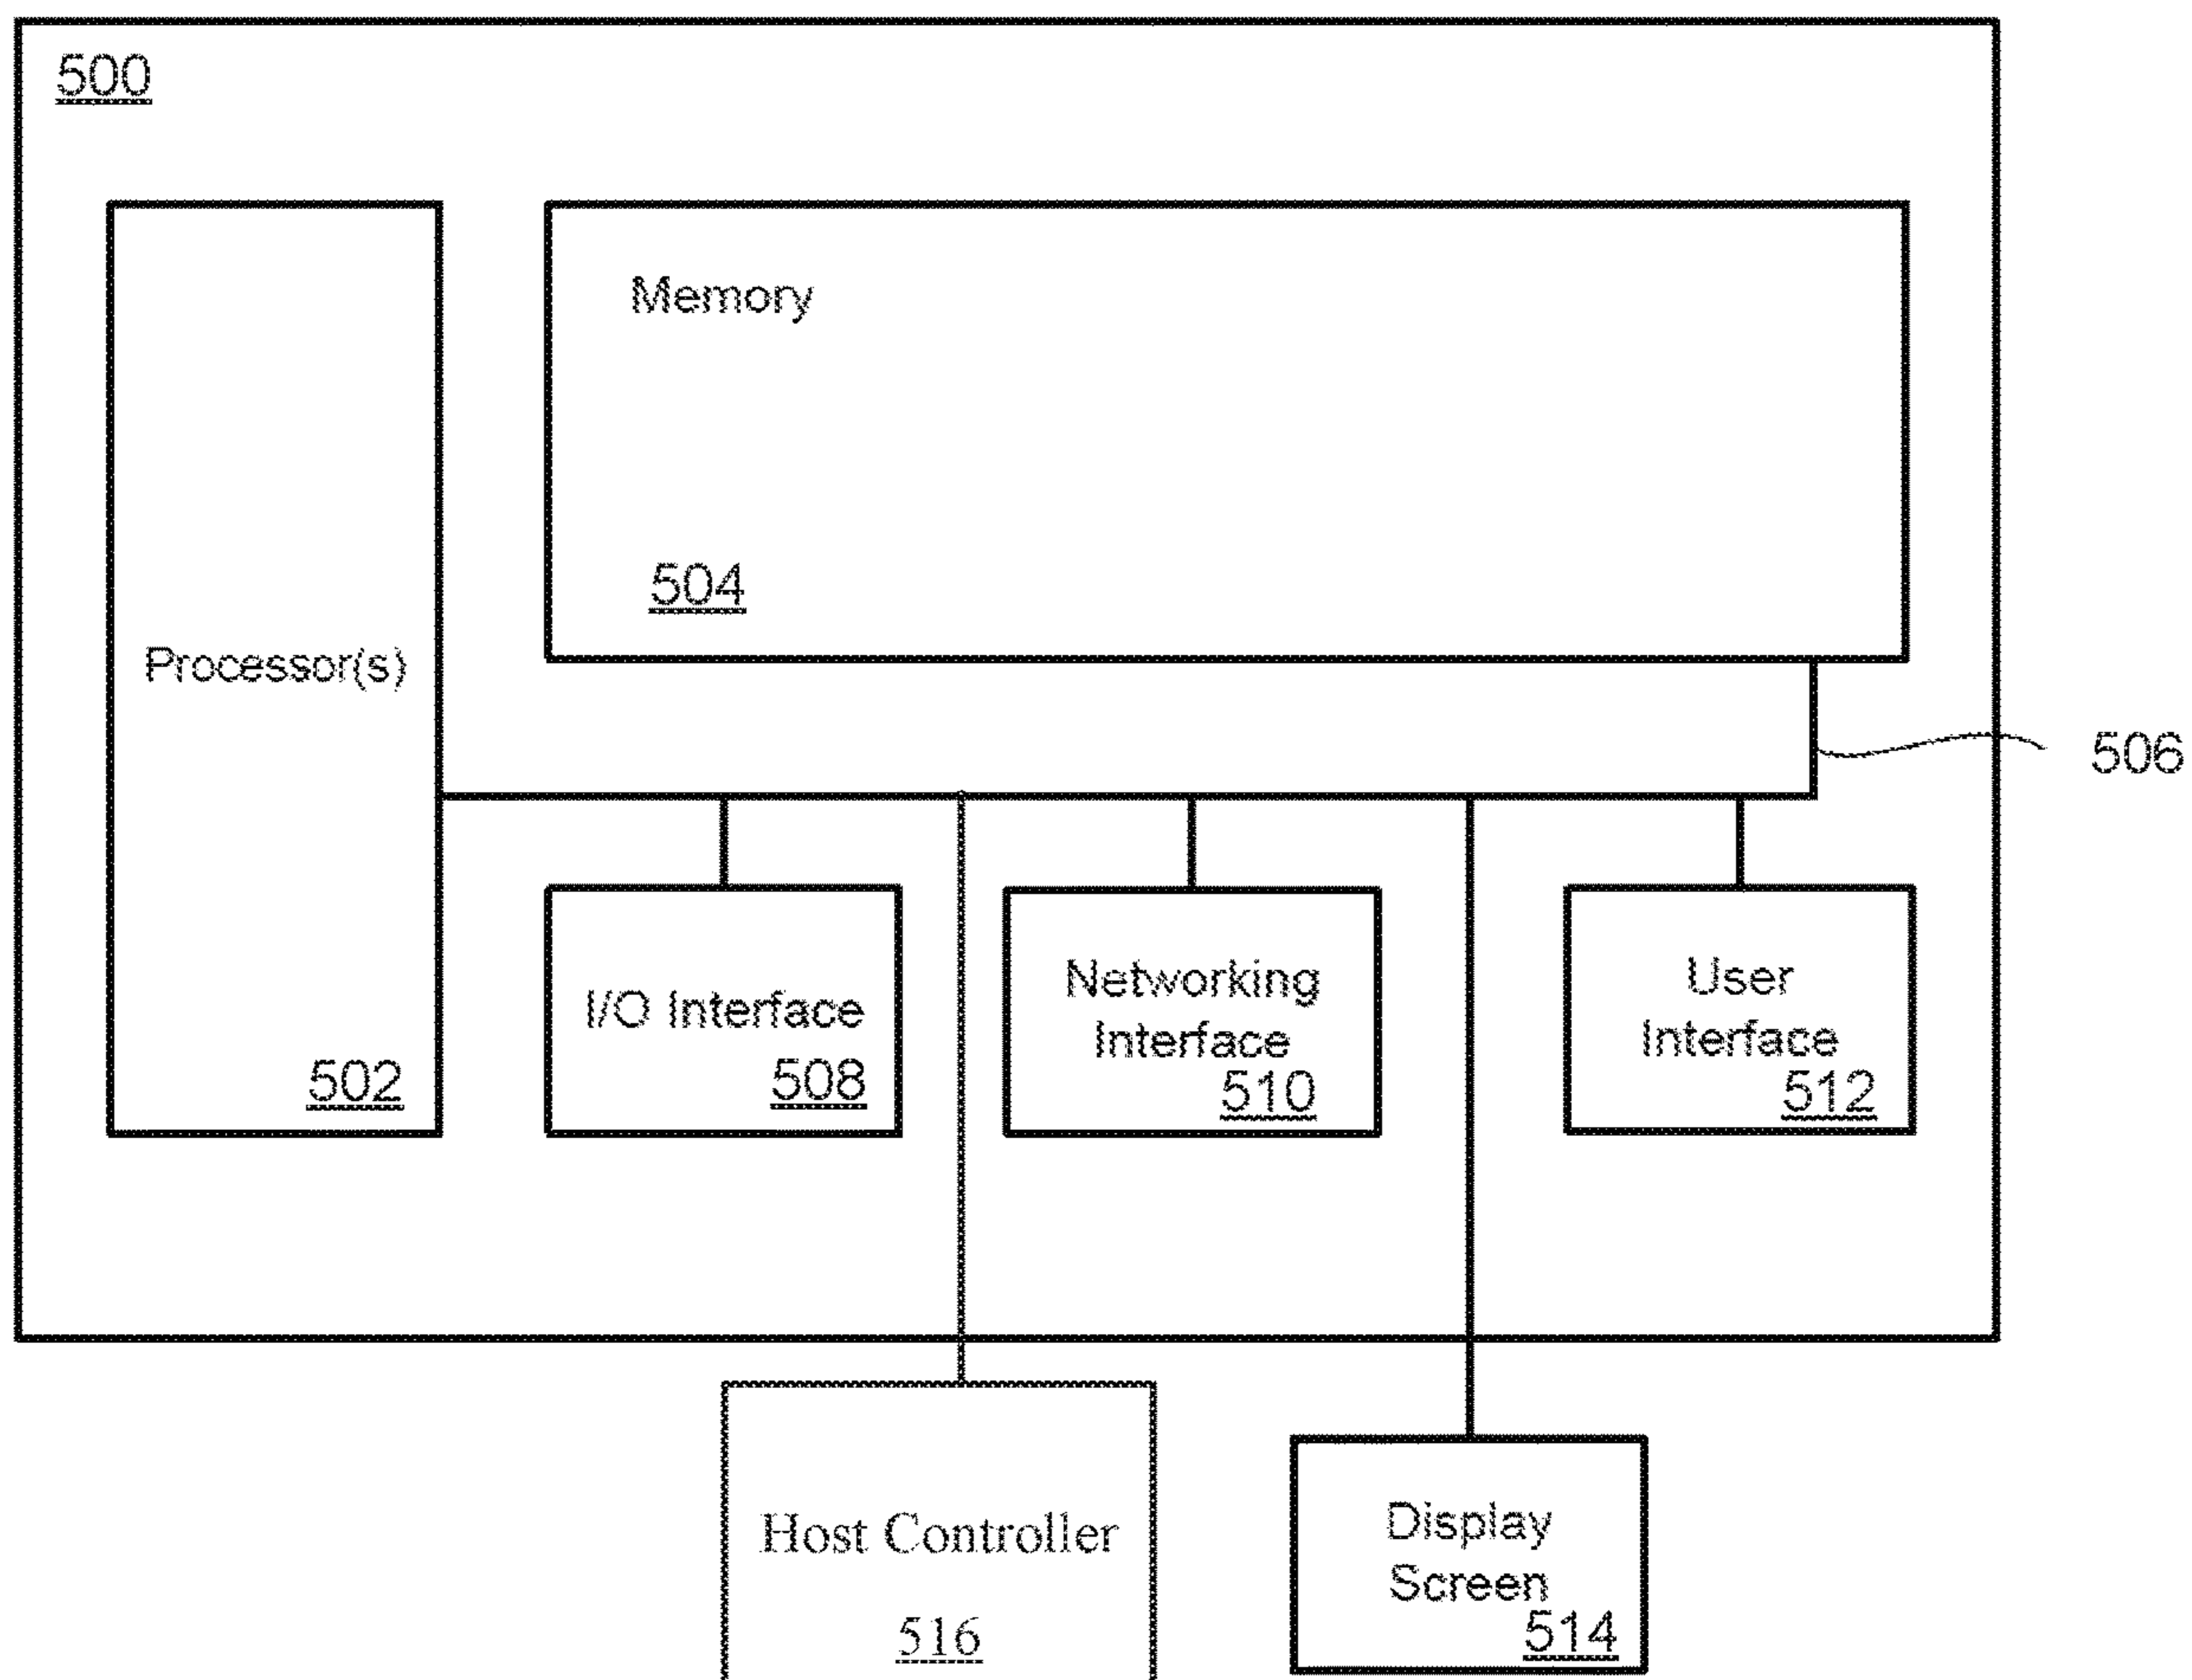 500
Memory
504
Processor(s)
506
Networking
User
I/O Interface
Interface
Interface
502
508
510
512
Host Controller
Display
Screen
516
514